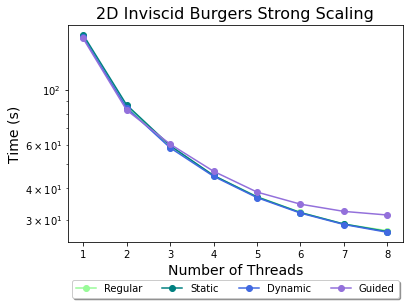 2D Inviscid Burgers Strong Scaling
Time (s)
10²
6 × 10¹
4 × 10¹
3 × 10¹
1 2 3 4 5 6 7 8
Number of Threads
Regular Static Dynamic Guided